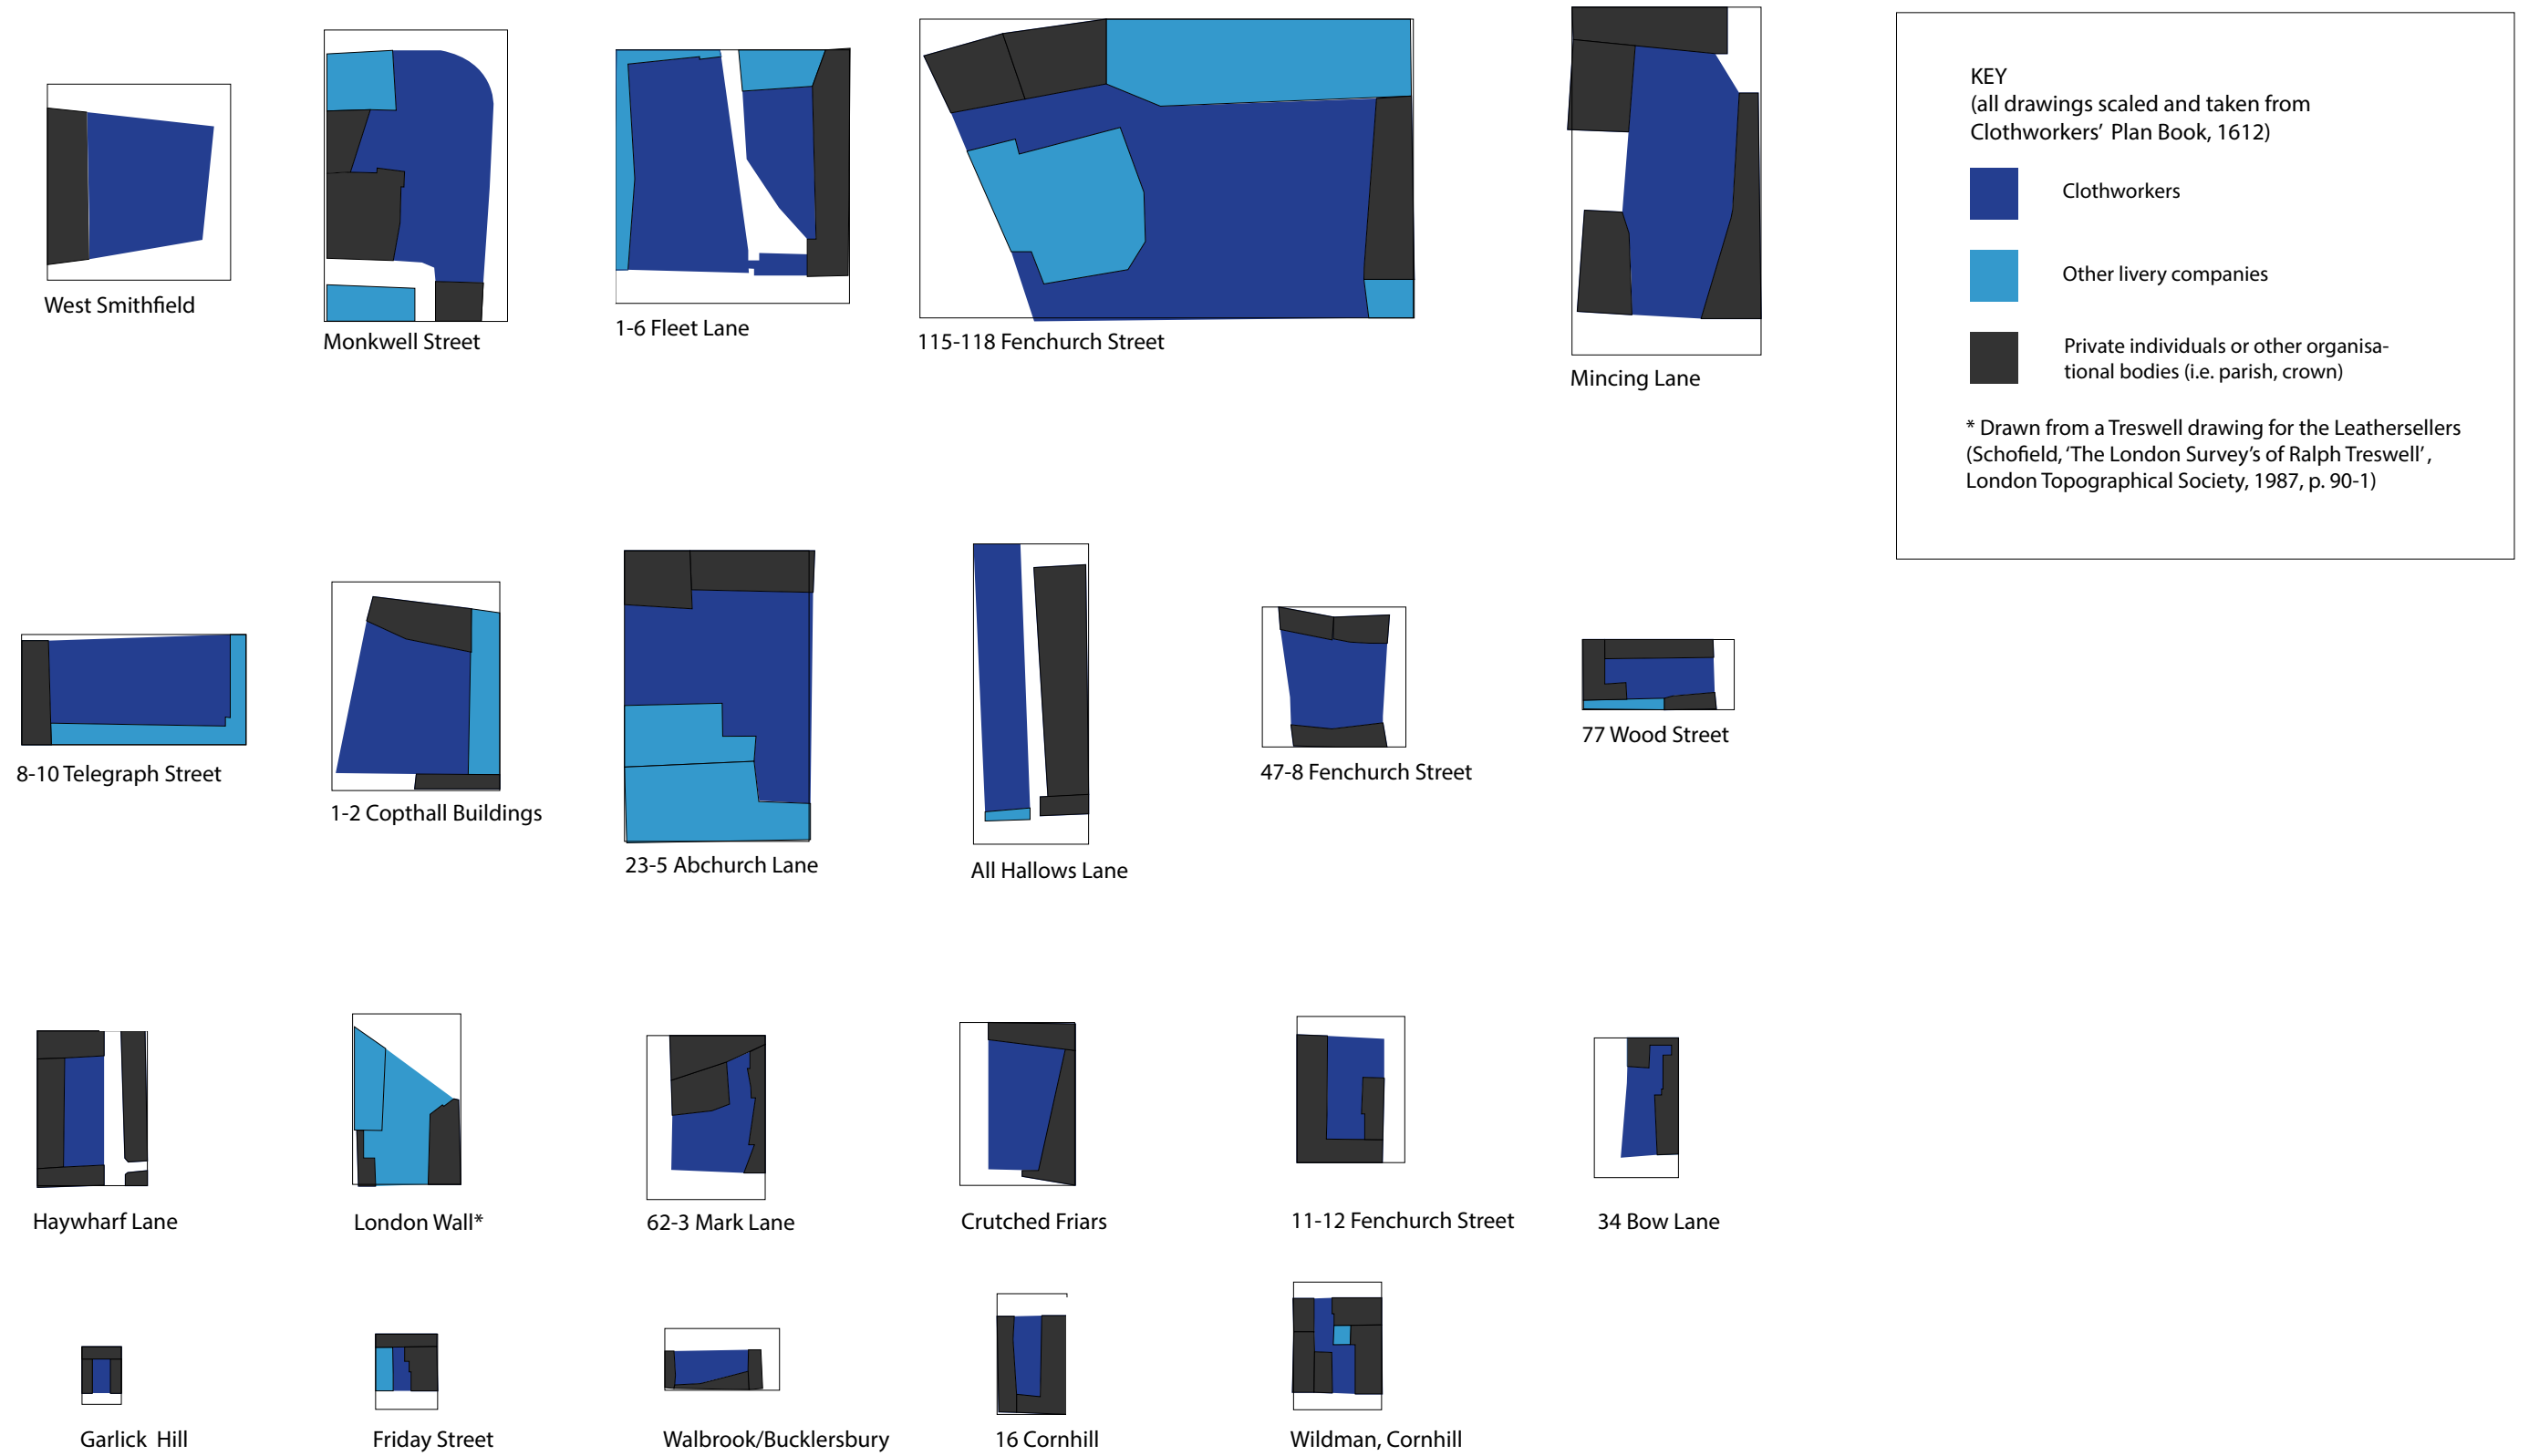 West Smithfield
Monkwell Street
1-6 Fleet Lane
115-118 Fenchurch Street
Mincing Lane
KEY
(all drawings scaled and taken from
Clothworkers' Plan Book, 1612)
Clothworkers
Other livery companies
Private individuals or other organisa-
tional bodies (i.e. parish, crown)
* Drawn from a Treswell drawing for the Leathersellers
(Schofield, 'The London Survey's of Ralph Treswell',
London Topographical Society, 1987, p. 90-1)
8-10 Telegraph Street
1-2 Copthall Buildings
23-5 Abchurch Lane
All Hallows Lane
47-8 Fenchurch Street
77 Wood Street
Haywharf Lane
London Wall*
62-3 Mark Lane
Crutched Friars
11-12 Fenchurch Street
34 Bow Lane
Garlick Hill
Friday Street
Walbrook/Bucklersbury
16 Cornhill
Wildman, Cornhill